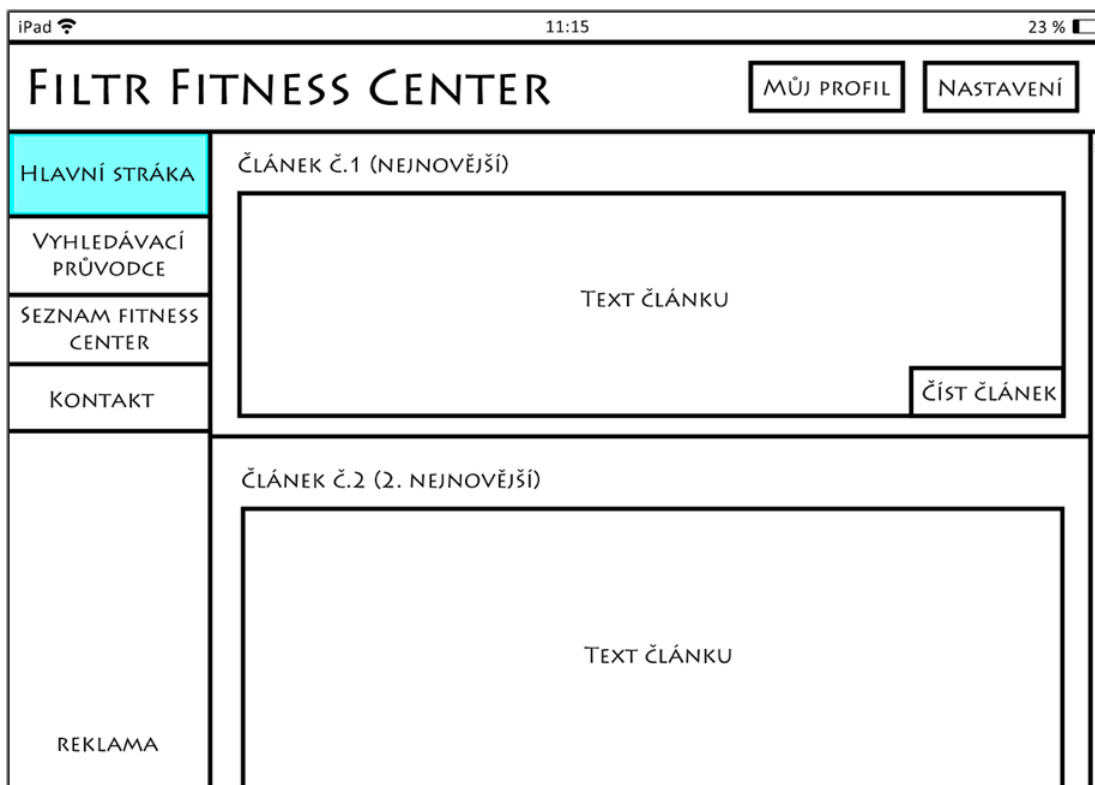 iPad 11:15 23 %
Filtr Fitness Center
Můj profil
Nastavení
Hlavní stráka
Vyhledávací
průvodce
Seznam fitness
center
Kontakt
reklama
Článek č.1 (nejnovější)
Text článku
Číst článek
Článek č.2 (2. nejnovější)
Text článku